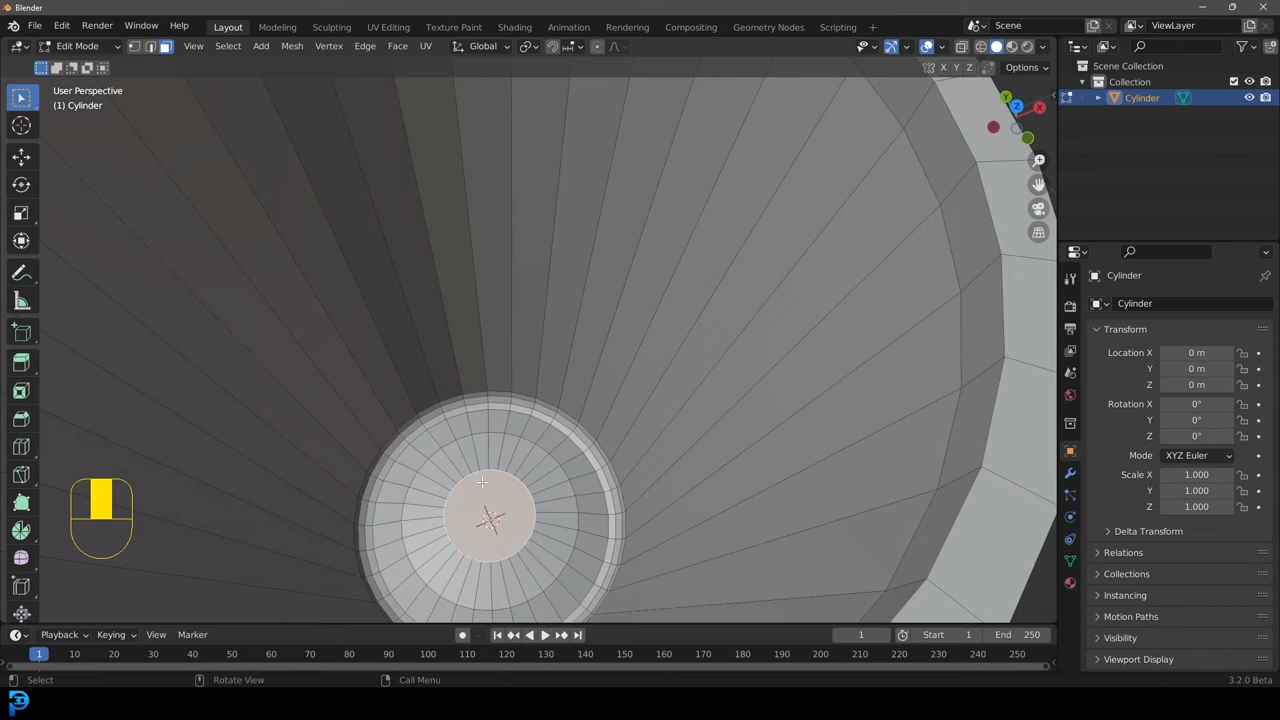 Blender
File Edit Render Window Help Layout Modeling Sculpting UV Editing Texture Paint Shading Animation Rendering Compositing Geometry Nodes Scripting + Scene ViewLayer
Edit Mode View Select Add Mesh Vertex Edge Face UV Global
X Y Z Options
User Perspective
(1) Cylinder
Scene Collection
Collection
Cylinder
Y Z X
Cylinder
Cylinder
Transform
Location X 0 m
Y 0 m
Z 0 m
Rotation X 0°
Y 0°
Z 0°
Mode XYZ Euler
Scale X 1.000
Y 1.000
Z 1.000
Delta Transform
Relations
Collections
Instancing
Motion Paths
Visibility
Viewport Display
Playback Keying View Marker 1 Start 1 End 250
1 10 20 30 40 50 60 70 80 90 100 110 120 130 140 150 160 170 180 190 200 210 220 230 240 250
Select Rotate View Call Menu 3.2.0 Beta